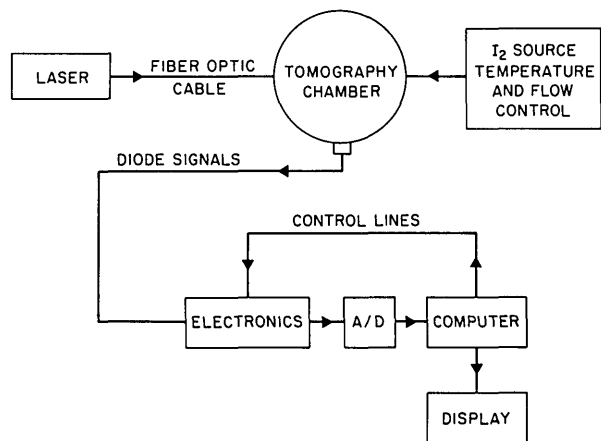 LASER
FIBER OPTIC
CABLE
TOMOGRAPHY
CHAMBER
I₂ SOURCE
TEMPERATURE
AND FLOW
CONTROL
DIODE SIGNALS
CONTROL LINES
ELECTRONICS
A/D
COMPUTER
DISPLAY